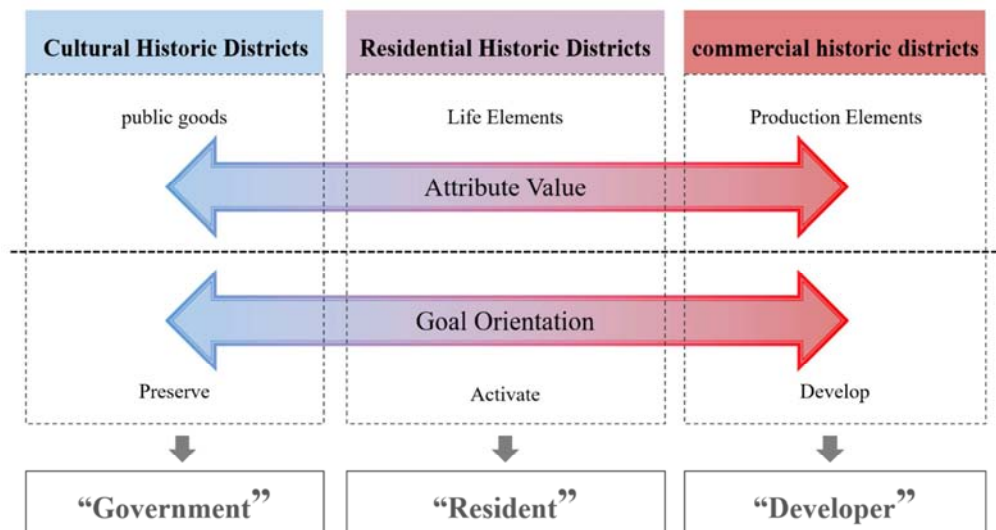 Cultural Historic Districts
Residential Historic Districts
commercial historic districts
public goods
Life Elements
Production Elements
Attribute Value
Goal Orientation
Preserve
Activate
Develop
“Government”
“Resident”
“Developer”